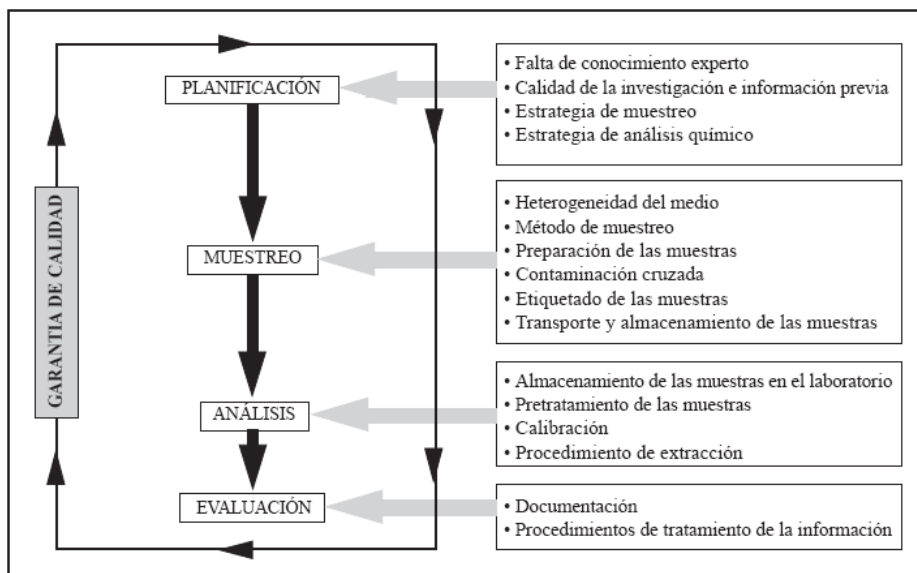 PLANIFICACIÓN
• Falta de conocimiento experto
• Calidad de la investigación e información previa
• Estrategia de muestreo
• Estrategia de análisis químico
GARANTIA DE CALIDAD
MUESTREO
• Heterogeneidad del medio
• Método de muestreo
• Preparación de las muestras
• Contaminación cruzada
• Etiquetado de las muestras
• Transporte y almacenamiento de las muestras
ANÁLISIS
• Almacenamiento de las muestras en el laboratorio
• Pretratamiento de las muestras
• Calibración
• Procedimiento de extracción
EVALUACIÓN
• Documentación
• Procedimientos de tratamiento de la información